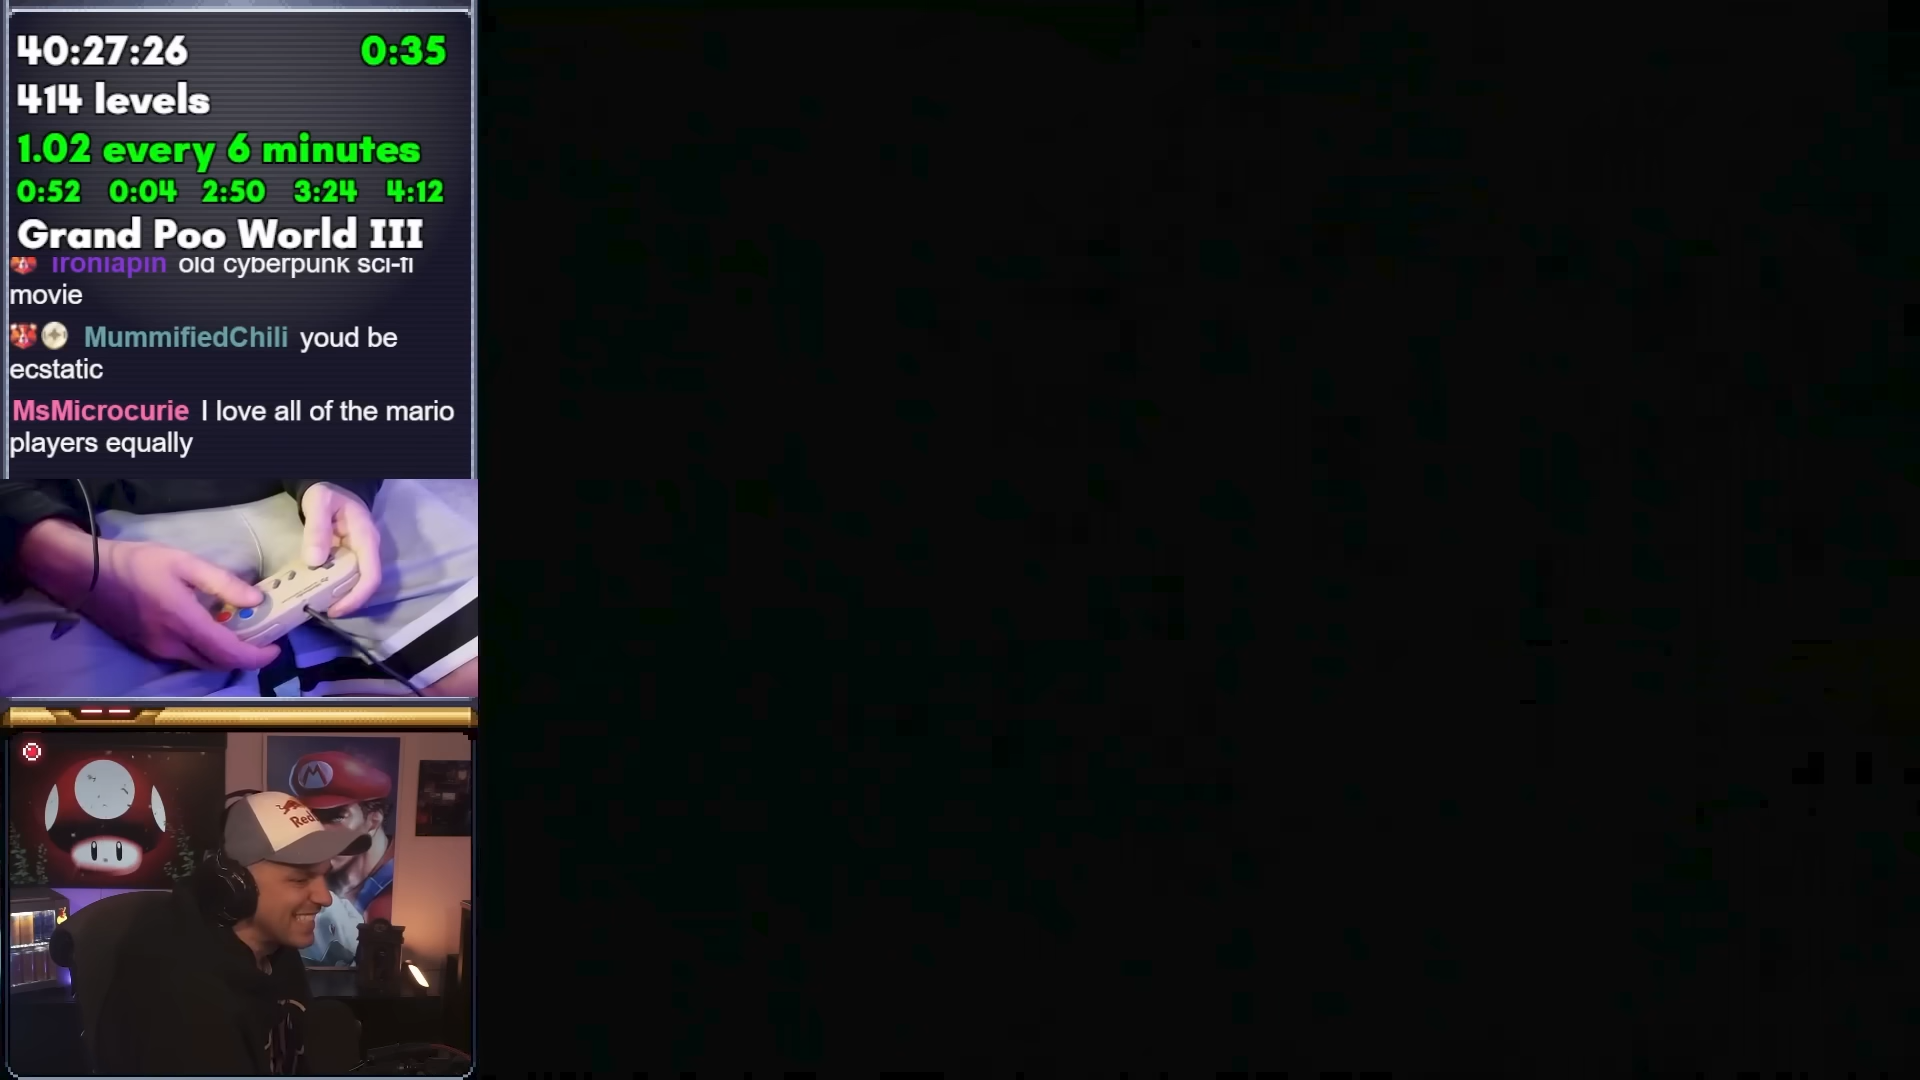 40:27:26 0:35
414 levels
1.02 every 6 minutes
0:52 0:04 2:50 3:24 4:12
Grand Poo World III
Ironlapin old cyberpunk sci-fi
movie
MummifiedChili youd be
ecstatic
MsMicrocurie I love all of the mario
players equally
M
Red